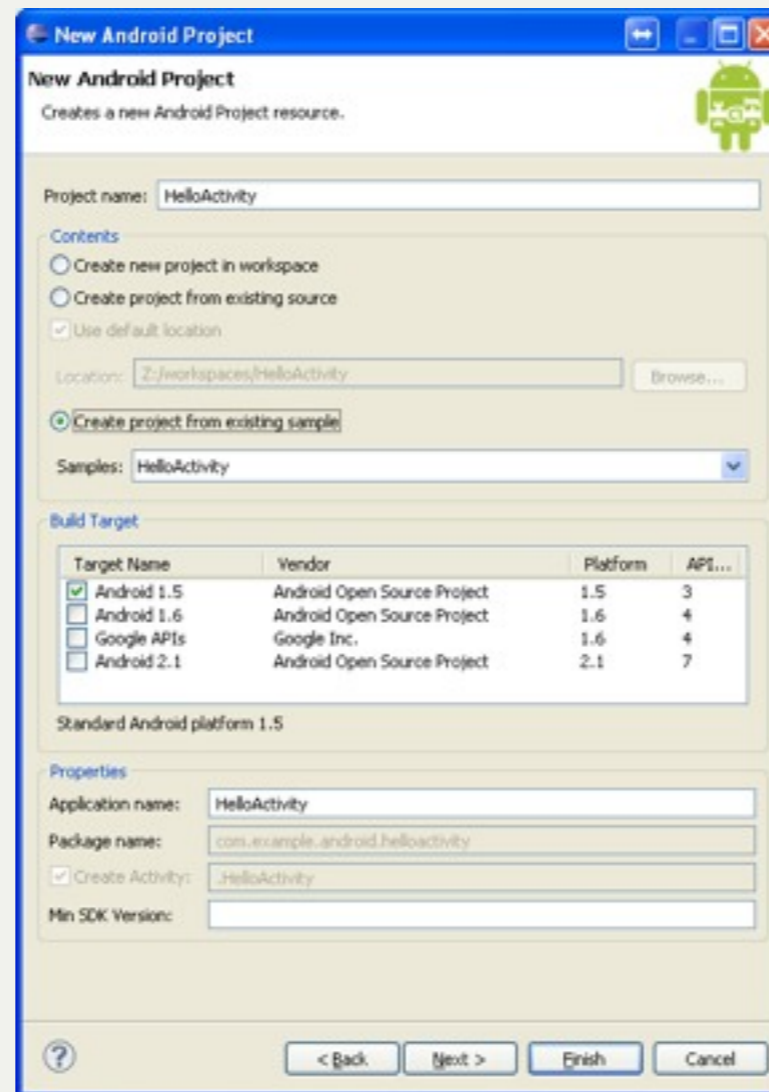 New Android Project
New Android Project
Creates a new Android Project resource.
Project name: HelloActivity
Contents
Create new project in workspace
Create project from existing source
Use default location
Location: Z:/workspaces/HelloActivity Browse...
Create project from existing sample
Samples: HelloActivity
Build Target
Target Name Vendor Platform API...
Android 1.5 Android Open Source Project 1.5 3
Android 1.6 Android Open Source Project 1.6 4
Google APIs Google Inc. 1.6 4
Android 2.1 Android Open Source Project 2.1 7
Standard Android platform 1.5
Properties
Application name: HelloActivity
Package name: com.example.android.helloactivity
Create Activity: .HelloActivity
Min SDK Version:
? < Back Next > Finish Cancel